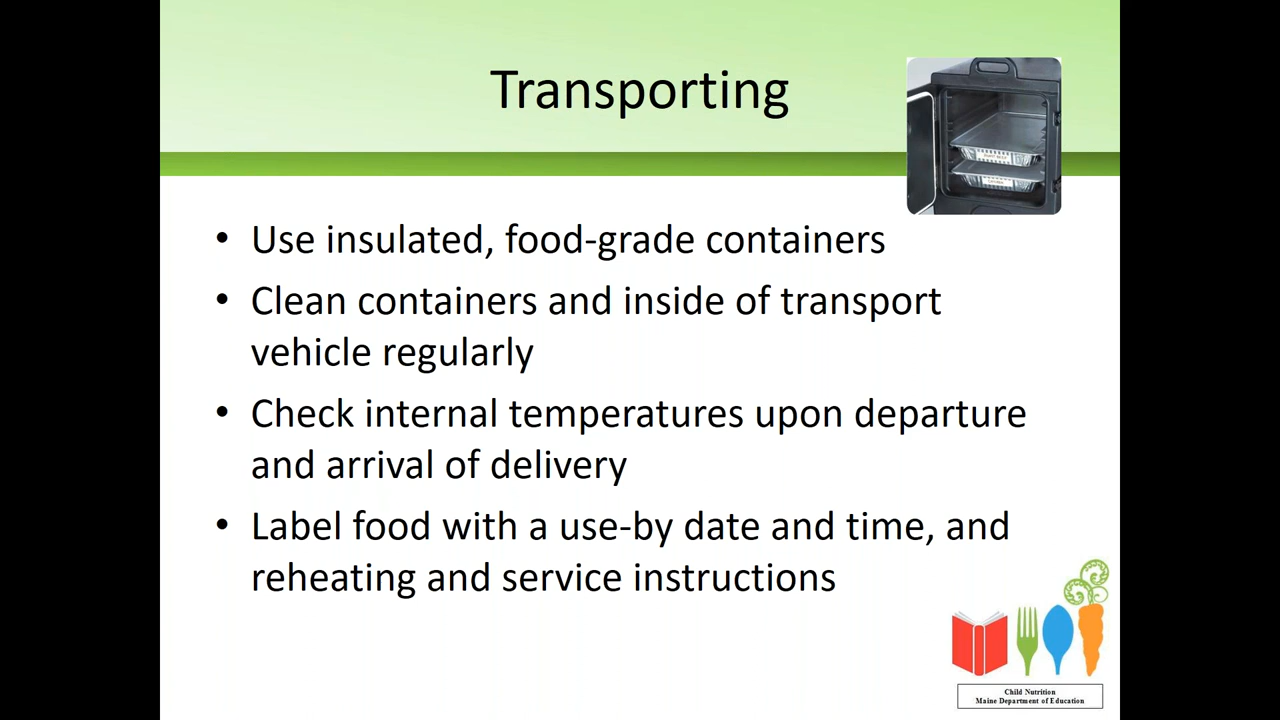 Transporting
• Use insulated, food-grade containers
• Clean containers and inside of transport
vehicle regularly
• Check internal temperatures upon departure
and arrival of delivery
• Label food with a use-by date and time, and
reheating and service instructions
Child Nutrition
Maine Department of Education